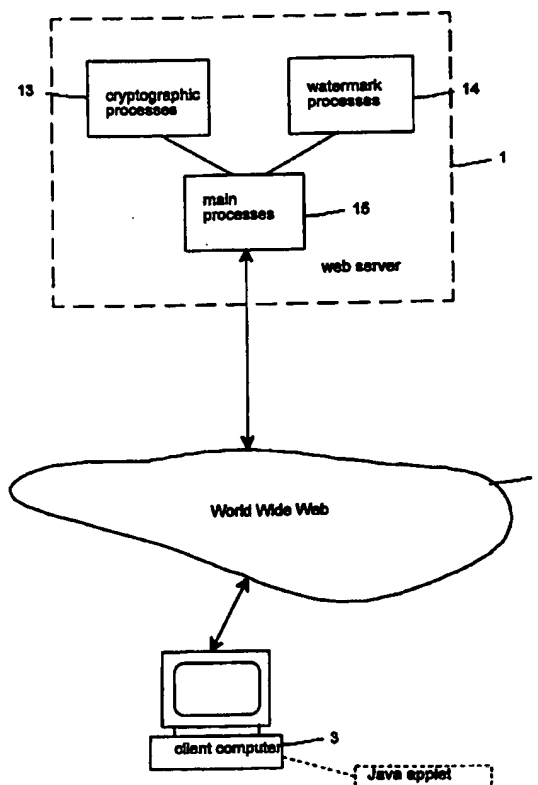 13
cryptographic
processes
watermark
processes
14
1
main
processes
15
web server
World Wide Web
client computer
3
Java applet